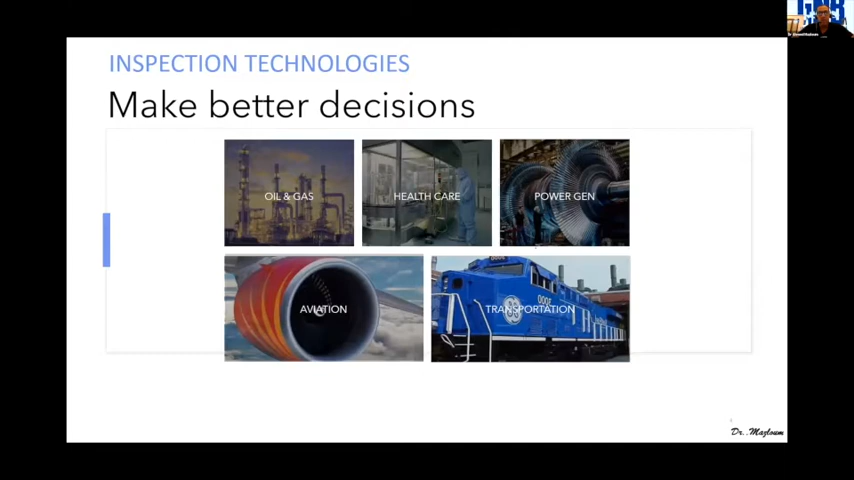 INSPECTION TECHNOLOGIES
Make better decisions
OIL & GAS
HEALTH CARE
POWER GEN
AVIATION
TRANSPORTATION
Dr. .Mazloum